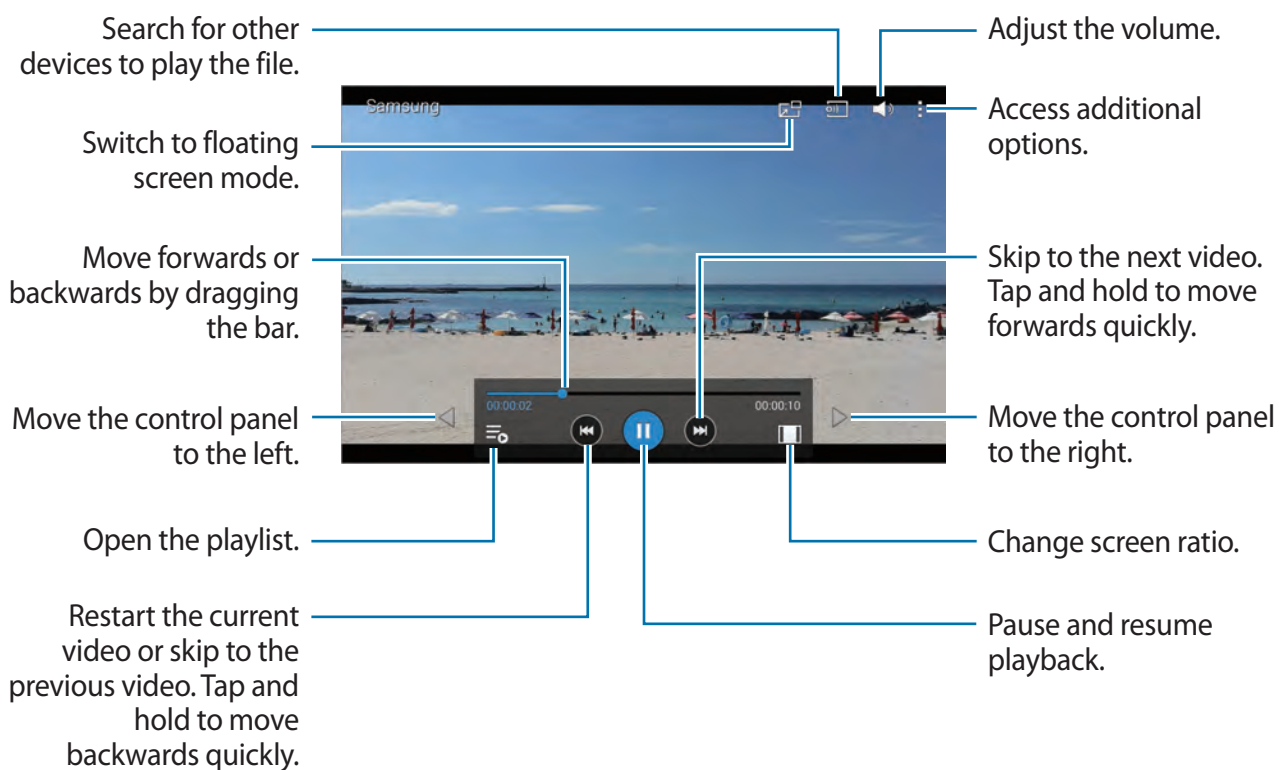 Search for other
devices to play the file.
Adjust the volume.
Samsung
Access additional
options.
Switch to floating
screen mode.
Move forwards or
backwards by dragging
the bar.
Skip to the next video.
Tap and hold to move
forwards quickly.
00:00:02
00:00:10
Move the control panel
to the left.
Move the control panel
to the right.
Open the playlist.
Change screen ratio.
Restart the current
video or skip to the
previous video. Tap and
hold to move
backwards quickly.
Pause and resume
playback.